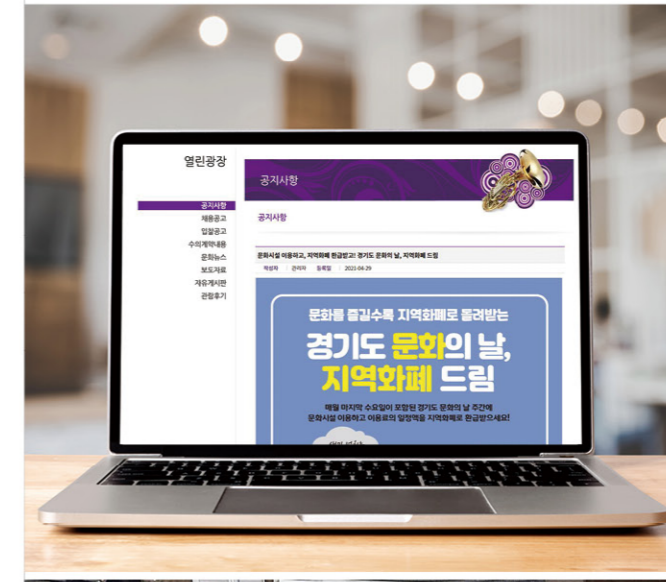 열린광장
공지사항
채용공고
입찰공고
수의계약내용
문화뉴스
보도자료
자유게시판
관람후기
공지사항
공지사항
문화시설 이용하고, 지역화폐 환급받고! 경기도 문화의 날, 지역화폐 드림
작성자 관리자 등록일 2021-04-29
문화를 즐길수록 지역화폐로 돌려받는
경기도 문화의 날,
지역화폐 드림
매월 마지막 수요일이 포함된 경기도 문화의 날 주간에
문화시설 이용하고 이용료의 일정액을 지역화폐로 환급받으세요!